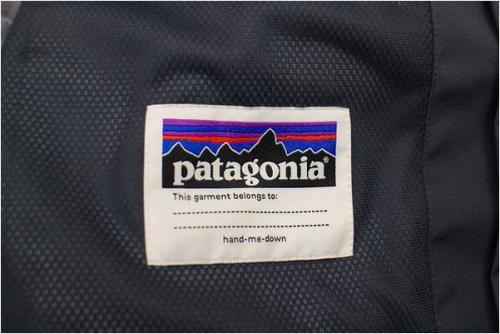 patagonia®
This garment belongs to:
hand-me-down